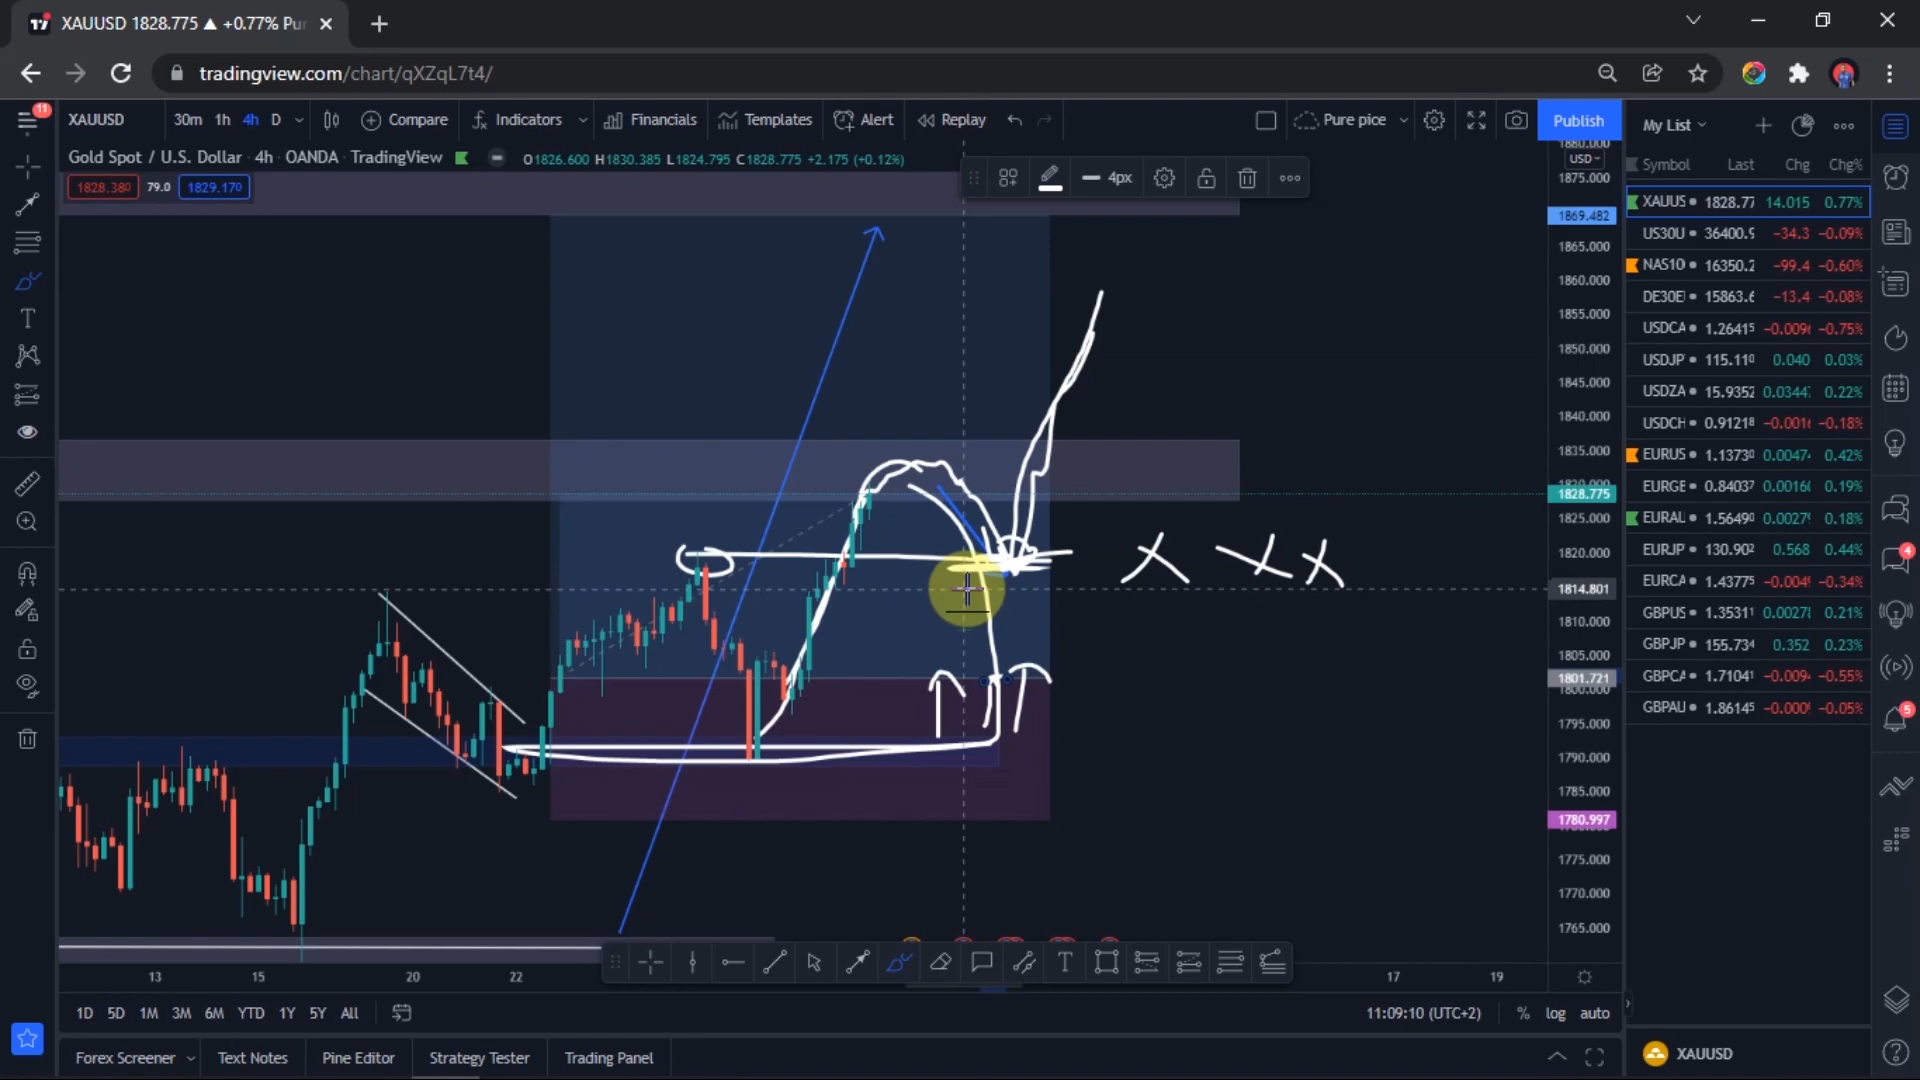 XAUUSD 1828.775 ▲ +0.77% Pu
tradingview.com/chart/qXZqL7t4/
11
XAUUSD 30m 1h 4h D Compare Indicators Financials Templates Alert Replay Pure pice Publish
Gold Spot / U.S. Dollar · 4h · OANDA · TradingView O1826.600 H1830.385 L1824.795 C1828.775 +2.175 (+0.12%)
1828.380 79.0 1829.170
4px
1880.000
USD
1875.000
1869.482
1865.000
1860.000
1855.000
1850.000
1845.000
1840.000
1835.000
1830.000
1828.775
1825.000
1820.000
1814.801
1810.000
1805.000
1801.721
1800.000
1795.000
1790.000
1785.000
1780.997
1775.000
1770.000
1765.000
X X X
13 15 20 22 17 19
1D 5D 1M 3M 6M YTD 1Y 5Y All 11:09:10 (UTC+2) % log auto
Forex Screener Text Notes Pine Editor Strategy Tester Trading Panel
My List
Symbol Last Chg Chg%
XAUUS 1828.77 14.015 0.77%
US30U 36400.9 −34.3 −0.09%
NAS10 16350.2 −99.4 −0.60%
DE30E 15863.6 −13.4 −0.08%
USDCA 1.26415 −0.009 −0.75%
USDJP 115.110 0.040 0.03%
USDZA 15.9352 0.0344 0.22%
USDCH 0.91218 −0.001 −0.18%
EURUS 1.13730 0.0047 0.42%
EURGE 0.84037 0.0016 0.19%
EURAU 1.56490 0.0027 0.18%
EURJP 130.902 0.568 0.44%
EURCA 1.43775 −0.004 −0.34%
GBPUS 1.35311 0.00278 0.21%
GBPJP 155.734 0.352 0.23%
GBPCA 1.71041 −0.009 −0.55%
GBPAU 1.86145 −0.000 −0.05%
4
5
XAUUSD